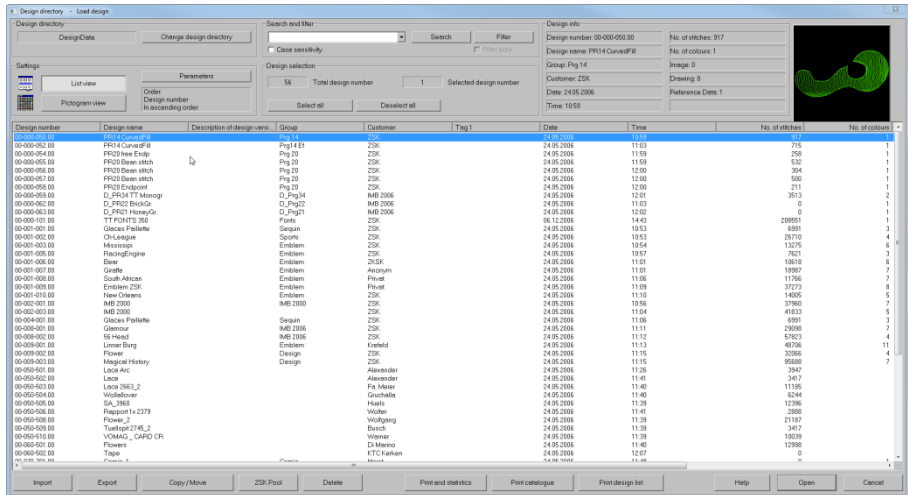 Design directory - Load design
Design directory
DesignData Change design directory
Settings
List view
Pictogram view
Parameters
Order:
Design number
In ascending order
Search and filter
Search Filter
Case sensitivity Filter activ
Design selection
56 Total design number 1 Selected design number
Select all Deselect all
Design info
Design number: 00-000-050.00 No. of stitches: 917
Design name: PR14 CurvedFill No. of colours: 1
Group: Prg 14 Image: 0
Customer: ZSK Drawing: 0
Date: 24.05.2006 Reference Data: 1
Time: 10:59
Design number Design name Description of design versi... Group Customer Tag 1 Date Time No. of stitches No. of colours
00-000-050.00 PR14 CurvedFill Prg 14 ZSK 24.05.2006 10:59 917 1
00-000-052.00 PR14 CurvedFill Prg14 Et ZSK 24.05.2006 11:03 715 1
00-000-054.00 PR20 free Endp Prg 20 ZSK 24.05.2006 11:59 258 1
00-000-055.00 PR20 Bean stitch Prg 20 ZSK 24.05.2006 11:59 532 1
00-000-056.00 PR20 Bean stitch Prg 20 ZSK 24.05.2006 12:00 304 1
00-000-057.00 PR20 Bean stitch Prg 20 ZSK 24.05.2006 12:00 500 1
00-000-058.00 PR20 Endpoint Prg 20 ZSK 24.05.2006 12:00 211 1
00-000-059.00 D_PR34 TT Monogr D_Prg34 IMB 2006 24.05.2006 12:01 3513 2
00-000-062.00 D_PR22 BrickGr. D_Prg22 IMB 2006 24.05.2006 11:03 0 1
00-000-063.00 D_PR21 HoneyGr. D_Prg21 IMB 2006 24.05.2006 12:02 0 1
00-000-101.00 TT FONTS 350 Fonts ZSK 06.12.2006 14:43 208551 1
00-001-001.00 Glaces Paillette Sequin ZSK 24.05.2006 10:53 6991 3
00-001-002.00 Ch-League Sports ZSK 24.05.2006 10:53 26710 4
00-001-003.00 Mississipi Emblem ZSK 24.05.2006 10:54 13275 6
00-001-005.00 RacingEngine Emblem ZSK 24.05.2006 10:57 7621 3
00-001-006.00 Bear Emblem ZKSK 24.05.2006 11:01 10618 6
00-001-007.00 Giraffe Emblem Anonym 24.05.2006 11:01 18987 7
00-001-008.00 South African Emblem Privat 24.05.2006 11:06 11766 7
00-001-009.00 Emblem ZSK Emblem Privat 24.05.2006 11:09 37273 8
00-001-010.00 New Orleans Emblem ZSK 24.05.2006 11:10 14005 5
00-002-001.00 IMB 2000 IMB 2000 ZSK 24.05.2006 10:56 37960 7
00-002-003.00 IMB 2000 ZSK 24.05.2006 11:04 41833 5
00-004-001.00 Glaces Paillette Sequin ZSK 24.05.2006 11:06 6991 3
00-008-001.00 Glamour IMB 2006 ZSK 24.05.2006 11:11 29098 7
00-008-002.00 56 Head IMB 2006 ZSK 24.05.2006 11:12 57823 4
00-009-001.00 Linner Burg Emblem Krefeld 24.05.2006 11:13 48706 11
00-009-002.00 Flower Design ZSK 24.05.2006 11:15 32066 4
00-009-003.00 Magical History Design ZSK 24.05.2006 11:15 95688 7
00-050-501.00 Lace Arc Alexander 24.05.2006 11:26 3947
00-050-502.00 Lace Alexander 24.05.2006 11:41 3417
00-050-503.00 Lace 2663_2 Fa. Meier 24.05.2006 11:40 11185
00-050-504.00 Wollallover Gruchalla 24.05.2006 11:40 6244
00-050-505.00 SA_3960 Huels 24.05.2006 11:39 12396
00-050-506.00 Rapport 1x 2379 Wolter 24.05.2006 11:41 2888
00-050-508.00 Flower_2 Wolfgang 24.05.2006 11:39 21187
00-050-509.00 Tuellspit 2745_2 Busch 24.05.2006 11:39 3417
00-050-510.00 VOMAG _ CARD CR Werner 24.05.2006 11:39 10039
00-060-501.00 Flowers Di Marino 24.05.2006 11:40 12998
00-060-502.00 Tape KTC Kerken 24.05.2006 12:07 0
Import Export Copy / Move ZSK Pool Delete Print and statistics Print catalogue Print design list Help Open Cancel